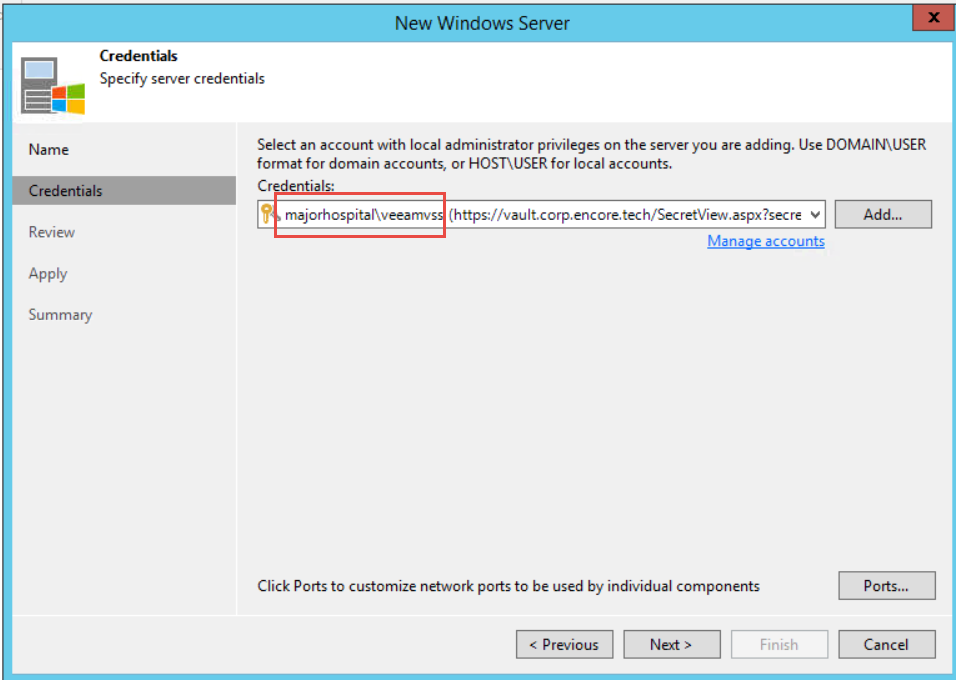 New Windows Server
x
Credentials
Specify server credentials
Name
Credentials
Review
Apply
Summary
Select an account with local administrator privileges on the server you are adding. Use DOMAIN\USER
format for domain accounts, or HOST\USER for local accounts.
Credentials:
majorhospital\veeamvss (https://vault.corp.encore.tech/SecretView.aspx?secre
Add...
Manage accounts
Click Ports to customize network ports to be used by individual components
Ports...
< Previous
Next >
Finish
Cancel